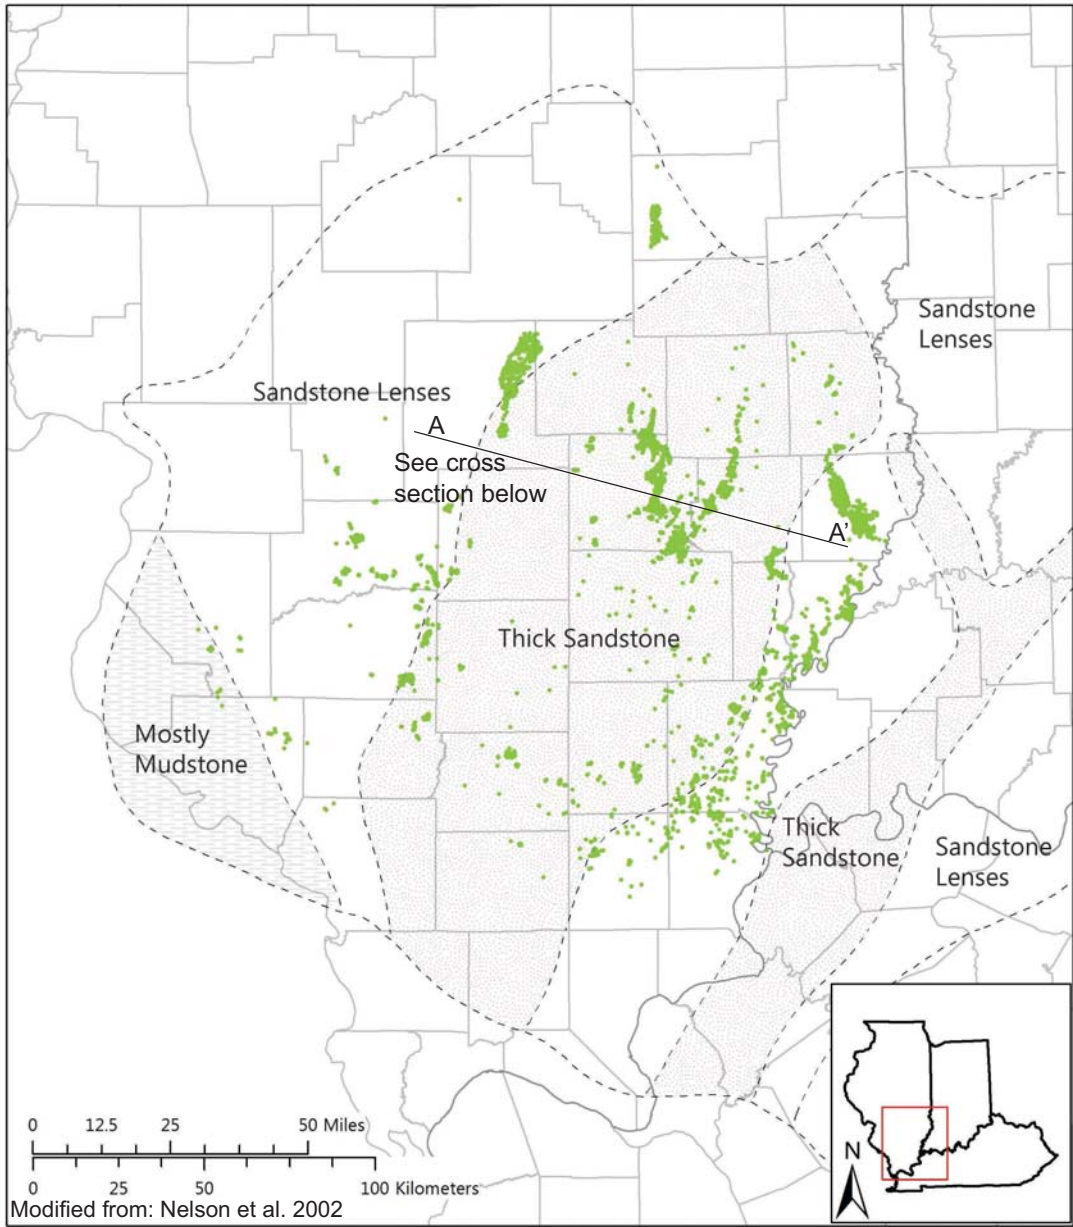 Sandstone
Lenses
Sandstone Lenses
A
See cross
section below
A'
Thick Sandstone
Mostly
Mudstone
Thick
Sandstone
Sandstone
Lenses
0 12.5 25 50 Miles
0 25 50 100 Kilometers
N
Modified from: Nelson et al. 2002